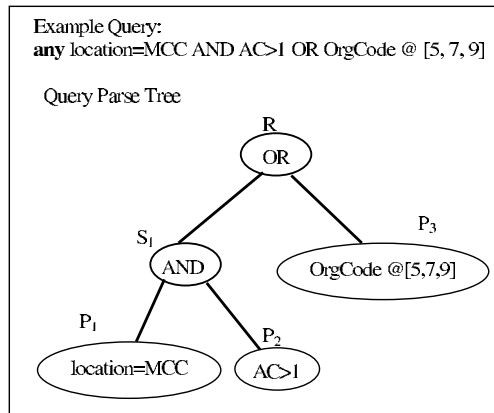 Example Query:
any location=MCC AND AC>1 OR OrgCode @ [5, 7, 9]
Query Parse Tree
R
OR
P3
S1
AND
OrgCode @[5,7,9]
P1
P2
location=MCC
AC>1